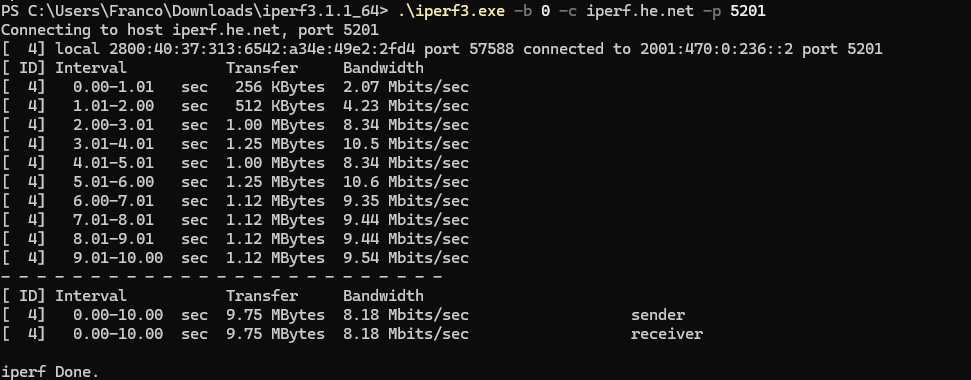 PS C:\Users\Franco\Downloads\iperf3.1.1_64> .\iperf3.exe -b 0 -c iperf.he.net -p 5201
Connecting to host iperf.he.net, port 5201
[  4] local 2800:40:37:313:6542:a34e:49e2:2fd4 port 57588 connected to 2001:470:0:236::2 port 5201
[ ID] Interval           Transfer     Bandwidth
[  4]   0.00-1.01   sec   256 KBytes  2.07 Mbits/sec
[  4]   1.01-2.00   sec   512 KBytes  4.23 Mbits/sec
[  4]   2.00-3.01   sec  1.00 MBytes  8.34 Mbits/sec
[  4]   3.01-4.01   sec  1.25 MBytes  10.5 Mbits/sec
[  4]   4.01-5.01   sec  1.00 MBytes  8.34 Mbits/sec
[  4]   5.01-6.00   sec  1.25 MBytes  10.6 Mbits/sec
[  4]   6.00-7.01   sec  1.12 MBytes  9.35 Mbits/sec
[  4]   7.01-8.01   sec  1.12 MBytes  9.44 Mbits/sec
[  4]   8.01-9.01   sec  1.12 MBytes  9.44 Mbits/sec
[  4]   9.01-10.00  sec  1.12 MBytes  9.54 Mbits/sec
- - - - - - - - - - - - - - - - - - - - - - - - -
[ ID] Interval           Transfer     Bandwidth
[  4]   0.00-10.00  sec  9.75 MBytes  8.18 Mbits/sec                  sender
[  4]   0.00-10.00  sec  9.75 MBytes  8.18 Mbits/sec                  receiver
iperf Done.